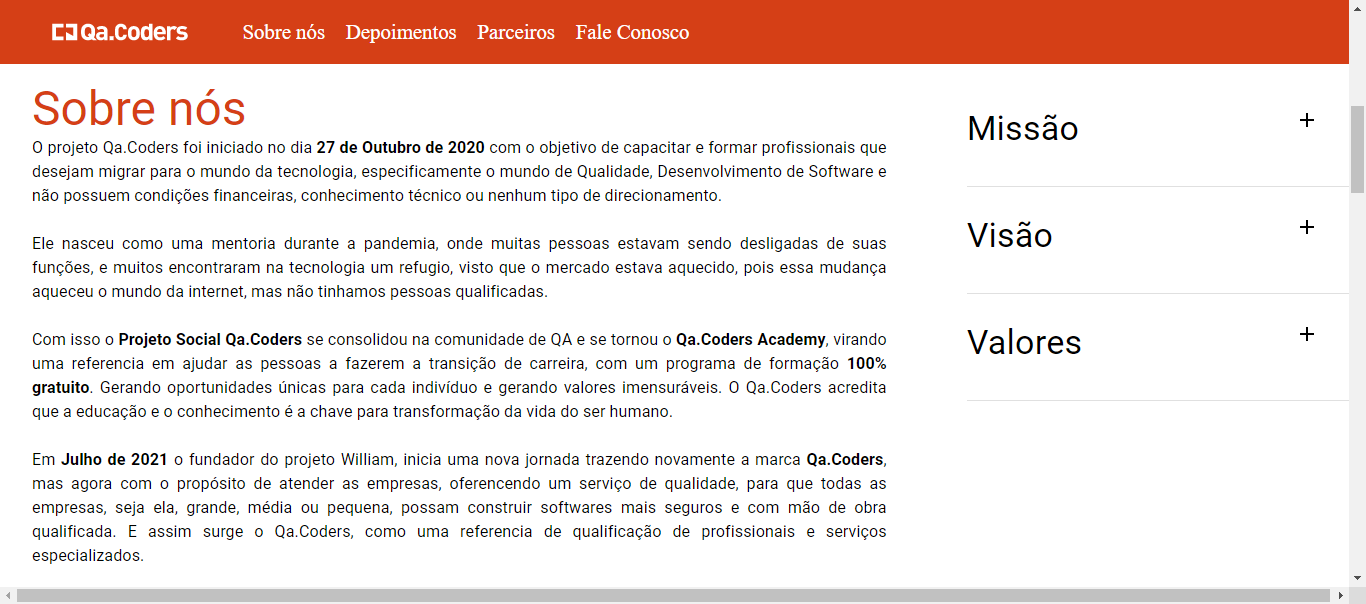 Qa.Coders Sobre nós Depoimentos Parceiros Fale Conosco
Sobre nós
O projeto Qa.Coders foi iniciado no dia 27 de Outubro de 2020 com o objetivo de capacitar e formar profissionais que
desejam migrar para o mundo da tecnologia, especificamente o mundo de Qualidade, Desenvolvimento de Software e
não possuem condições financeiras, conhecimento técnico ou nenhum tipo de direcionamento.
Ele nasceu como uma mentoria durante a pandemia, onde muitas pessoas estavam sendo desligadas de suas
funções, e muitos encontraram na tecnologia um refugio, visto que o mercado estava aquecido, pois essa mudança
aqueceu o mundo da internet, mas não tinhamos pessoas qualificadas.
Com isso o Projeto Social Qa.Coders se consolidou na comunidade de QA e se tornou o Qa.Coders Academy, virando
uma referencia em ajudar as pessoas a fazerem a transição de carreira, com um programa de formação 100%
gratuito. Gerando oportunidades únicas para cada indivíduo e gerando valores imensuráveis. O Qa.Coders acredita
que a educação e o conhecimento é a chave para transformação da vida do ser humano.
Em Julho de 2021 o fundador do projeto William, inicia uma nova jornada trazendo novamente a marca Qa.Coders,
mas agora com o propósito de atender as empresas, oferencendo um serviço de qualidade, para que todas as
empresas, seja ela, grande, média ou pequena, possam construir softwares mais seguros e com mão de obra
qualificada. E assim surge o Qa.Coders, como uma referencia de qualificação de profissionais e serviços
especializados.
Missão +
Visão +
Valores +